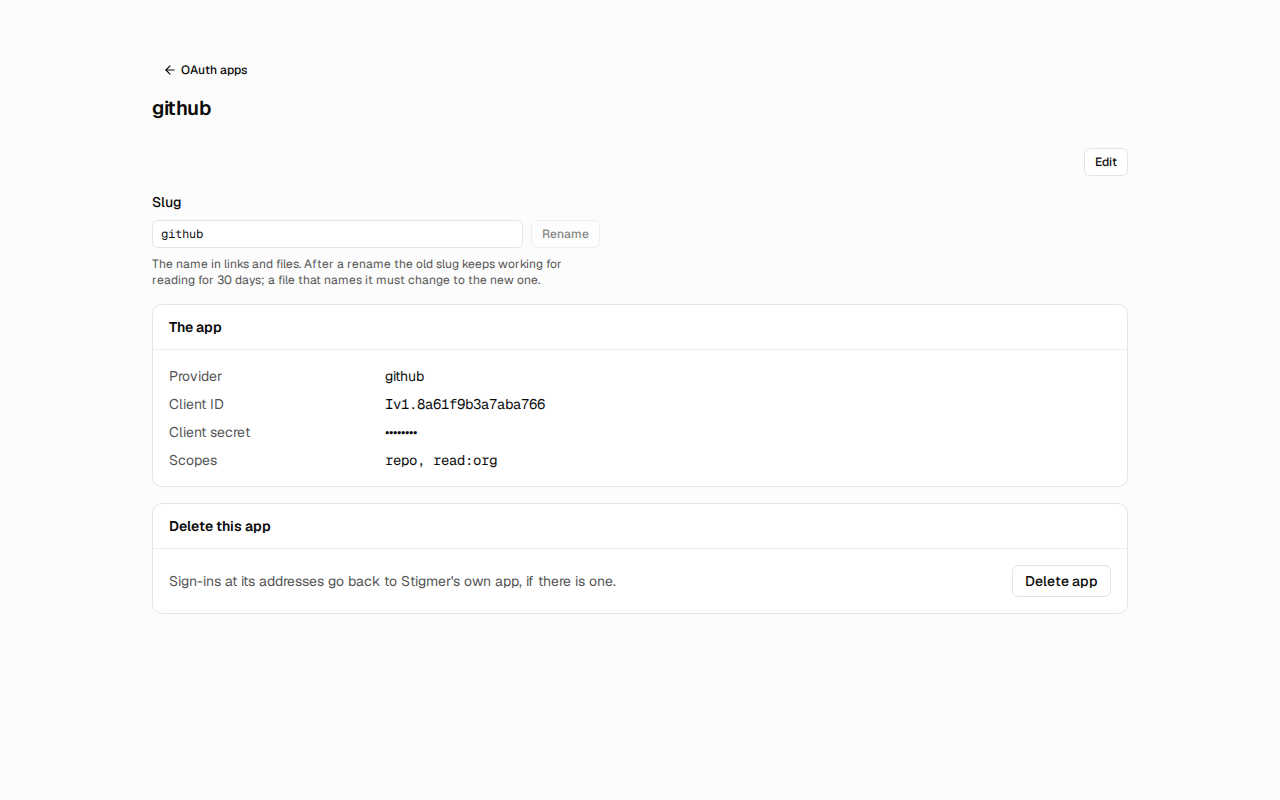 ← OAuth apps
github
Edit
Slug
github
Rename
The name in links and files. After a rename the old slug keeps working for
reading for 30 days; a file that names it must change to the new one.
The app
Provider github
Client ID Iv1.8a61f9b3a7aba766
Client secret ••••••••
Scopes repo, read:org
Delete this app
Sign-ins at its addresses go back to Stigmer's own app, if there is one.
Delete app